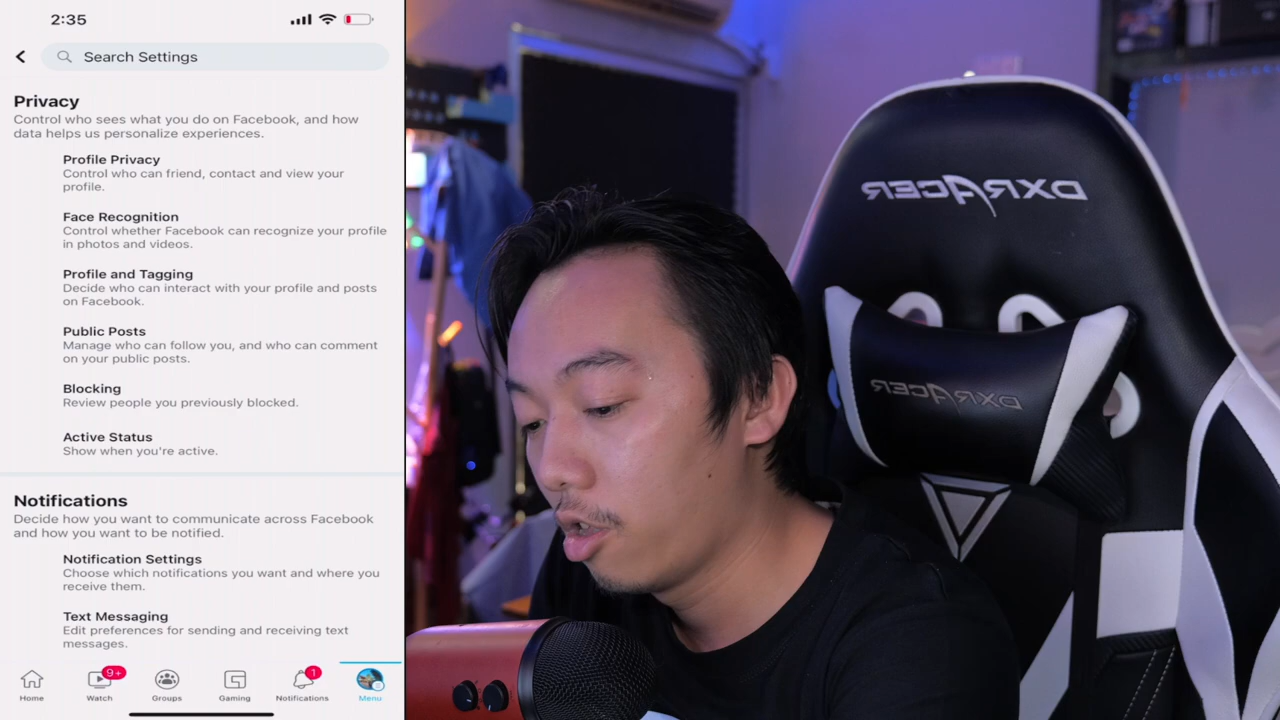 2:35
Search Settings
Privacy
Control who sees what you do on Facebook, and how
data helps us personalize experiences.
Profile Privacy
Control who can friend, contact and view your
profile.
Face Recognition
Control whether Facebook can recognize your profile
in photos and videos.
Profile and Tagging
Decide who can interact with your profile and posts
on Facebook.
Public Posts
Manage who can follow you, and who can comment
on your public posts.
Blocking
Review people you previously blocked.
Active Status
Show when you're active.
Notifications
Decide how you want to communicate across Facebook
and how you want to be notified.
Notification Settings
Choose which notifications you want and where you
receive them.
Text Messaging
Edit preferences for sending and receiving text
messages.
9+
1
Home
Watch
Groups
Gaming
Notifications
Menu
DXRACER
DXRACER